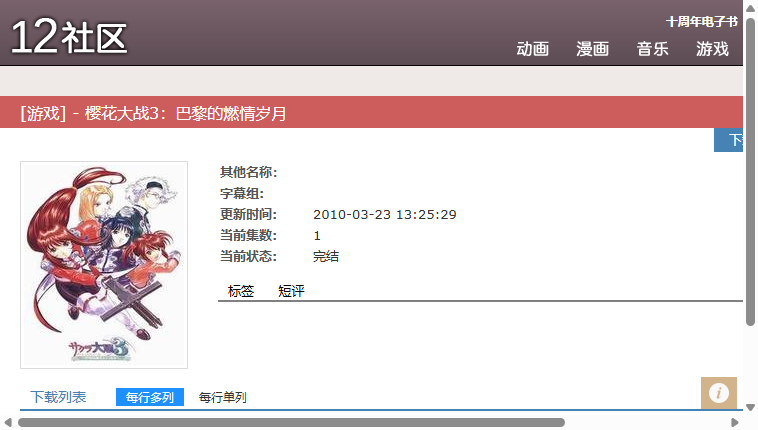 十周年电子书
12社区
动画 漫画 音乐 游戏
[游戏] - 樱花大战3：巴黎的燃情岁月
下
其他名称：
字幕组：
更新时间： 2010-03-23 13:25:29
当前集数： 1
当前状态： 完结
标签 短评
サクラ大戦3
下载列表 每行多列 每行单列
i